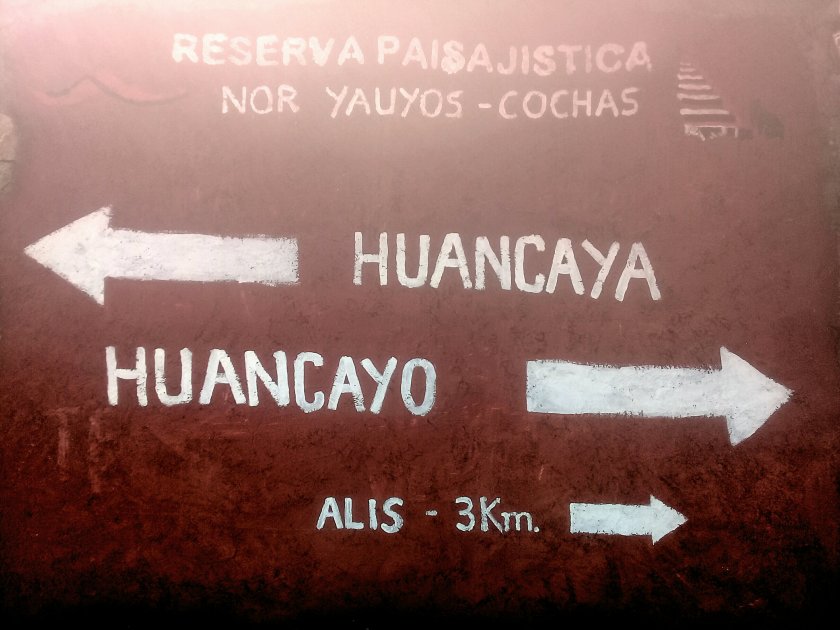 RESERVA PAISAJISTICA
NOR YAUYOS - COCHAS
HUANCAYA
HUANCAYO
ALIS - 3Km.